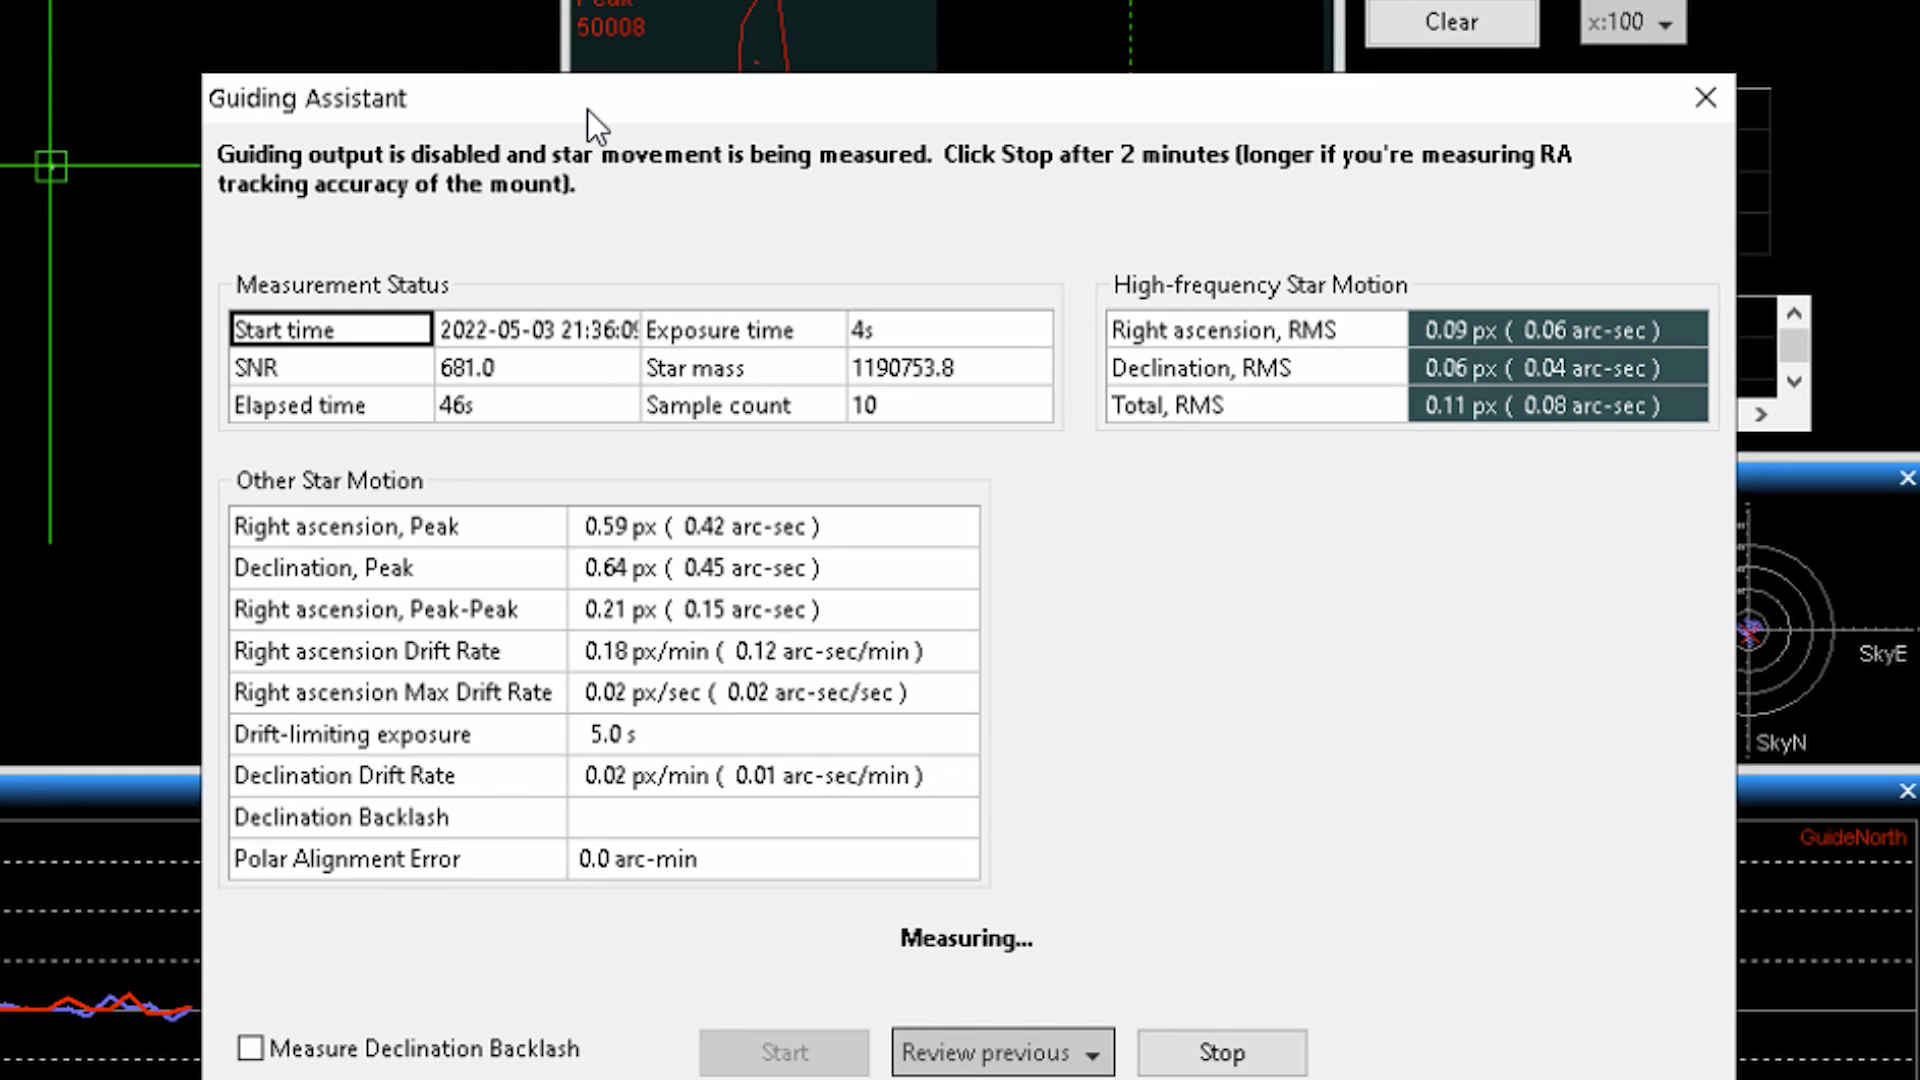 Peak
50008
Clear
x:100
Guiding Assistant
Guiding output is disabled and star movement is being measured. Click Stop after 2 minutes (longer if you're measuring RA
tracking accuracy of the mount).
Measurement Status
Start time 2022-05-03 21:36:09 Exposure time 4s
SNR 681.0 Star mass 1190753.8
Elapsed time 46s Sample count 10
High-frequency Star Motion
Right ascension, RMS 0.09 px ( 0.06 arc-sec )
Declination, RMS 0.06 px ( 0.04 arc-sec )
Total, RMS 0.11 px ( 0.08 arc-sec )
Other Star Motion
Right ascension, Peak 0.59 px ( 0.42 arc-sec )
Declination, Peak 0.64 px ( 0.45 arc-sec )
Right ascension, Peak-Peak 0.21 px ( 0.15 arc-sec )
Right ascension Drift Rate 0.18 px/min ( 0.12 arc-sec/min )
Right ascension Max Drift Rate 0.02 px/sec ( 0.02 arc-sec/sec )
Drift-limiting exposure 5.0 s
Declination Drift Rate 0.02 px/min ( 0.01 arc-sec/min )
Declination Backlash
Polar Alignment Error 0.0 arc-min
SkyE
SkyN
GuideNorth
Measuring...
Measure Declination Backlash
Start
Review previous
Stop